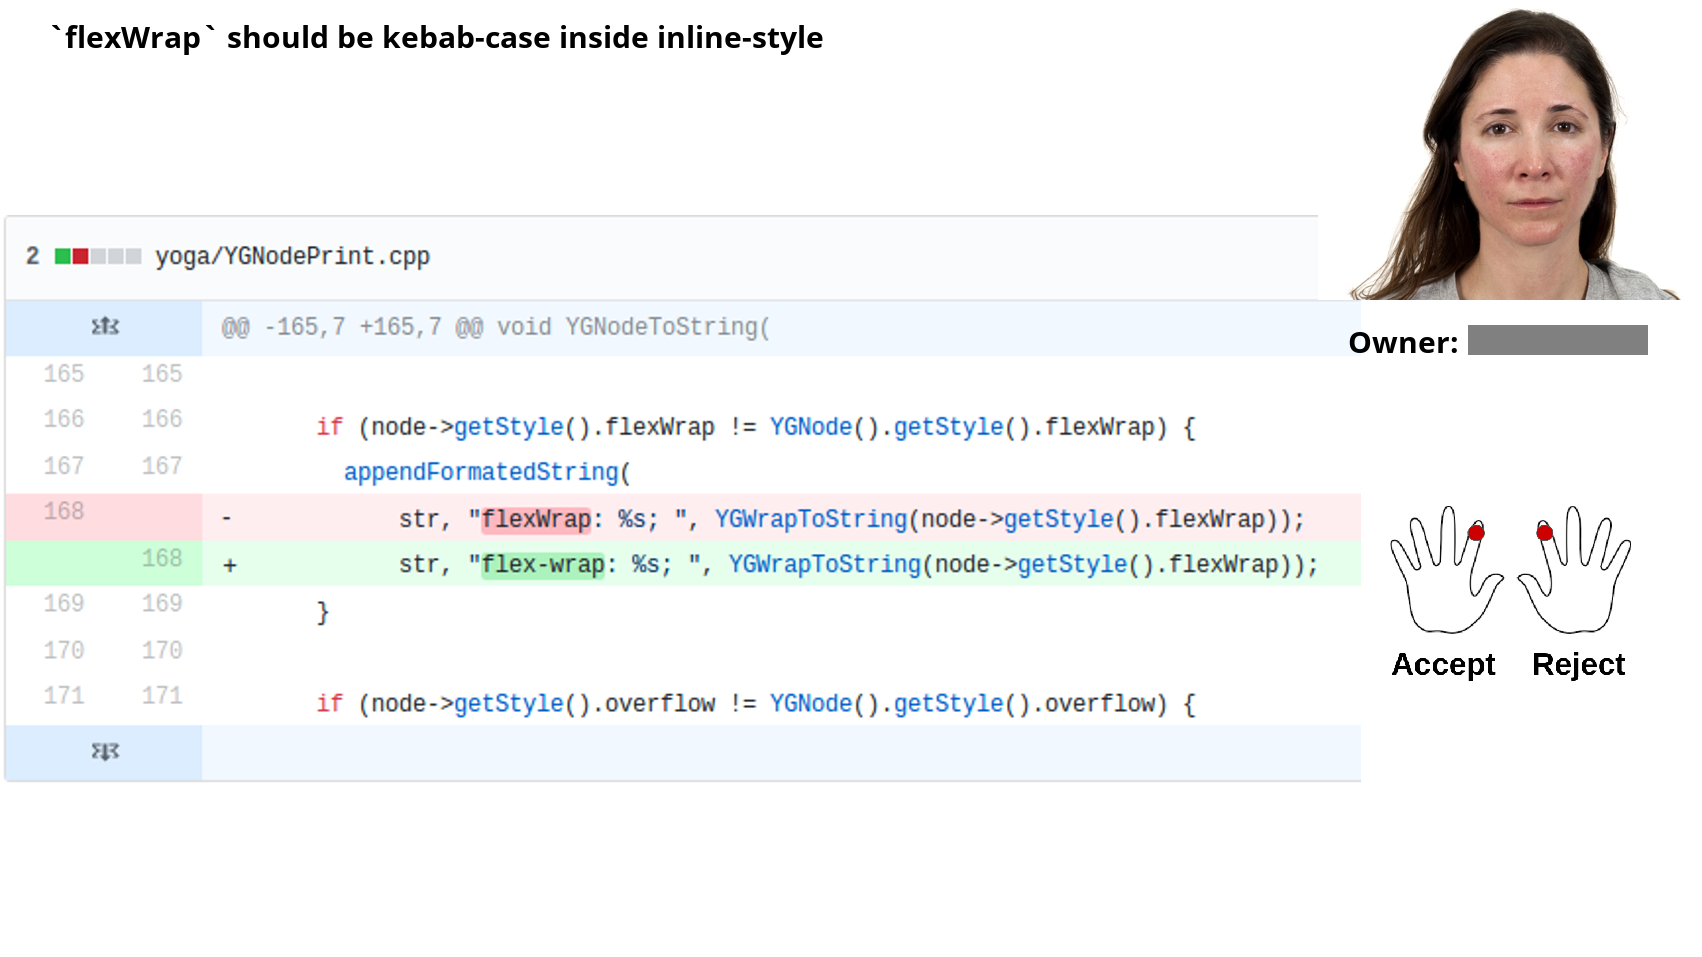 `flexWrap` should be kebab-case inside inline-style
2 yoga/YGNodePrint.cpp
@@ -165,7 +165,7 @@ void YGNodeToString(
Owner:
165 165
166 166 if (node->getStyle().flexWrap != YGNode().getStyle().flexWrap) {
167 167 appendFormatedString(
168 - str, "flexWrap: %s; ", YGWrapToString(node->getStyle().flexWrap));
168 + str, "flex-wrap: %s; ", YGWrapToString(node->getStyle().flexWrap));
169 169 }
170 170
171 171 if (node->getStyle().overflow != YGNode().getStyle().overflow) {
Accept Reject